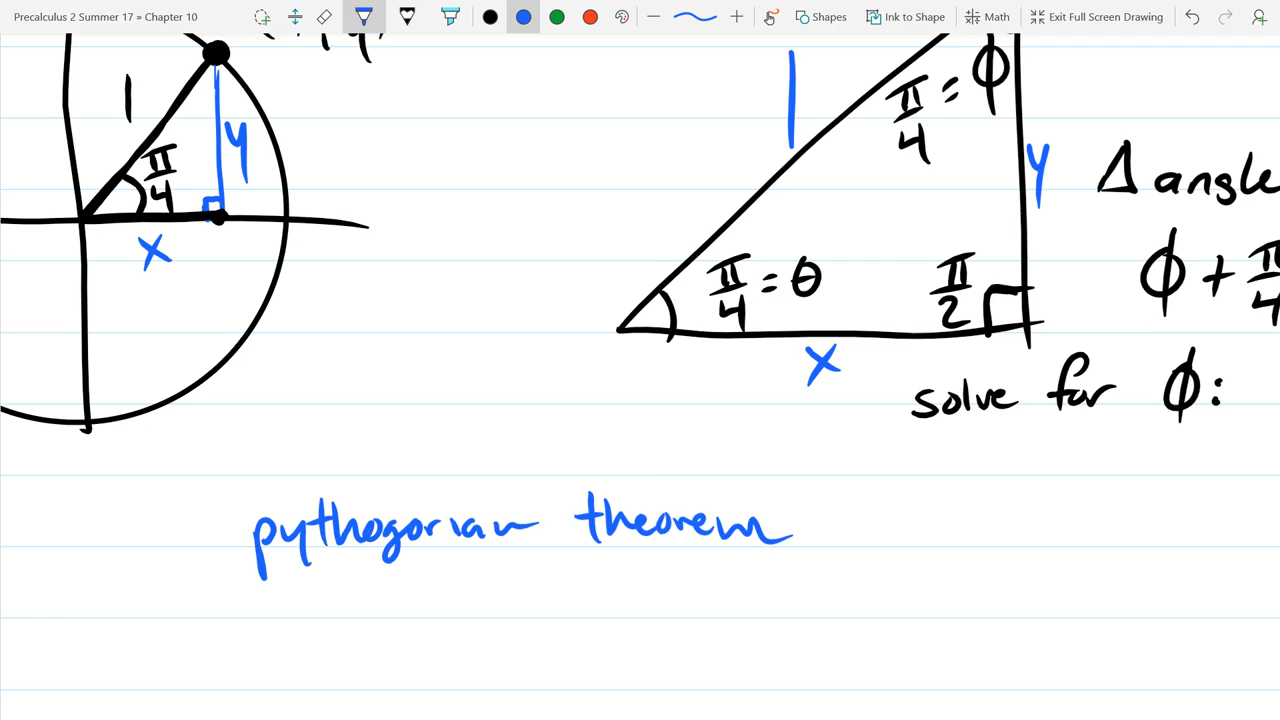 Precalculus 2 Summer 17 » Chapter 10
Shapes
Ink to Shape
Math
Exit Full Screen Drawing
1
π/4
y
x
1
π/4 = ϕ
y
π/4 = θ
π/2
x
Δ angle
ϕ + π/4
solve for ϕ:
pythogorian theorem